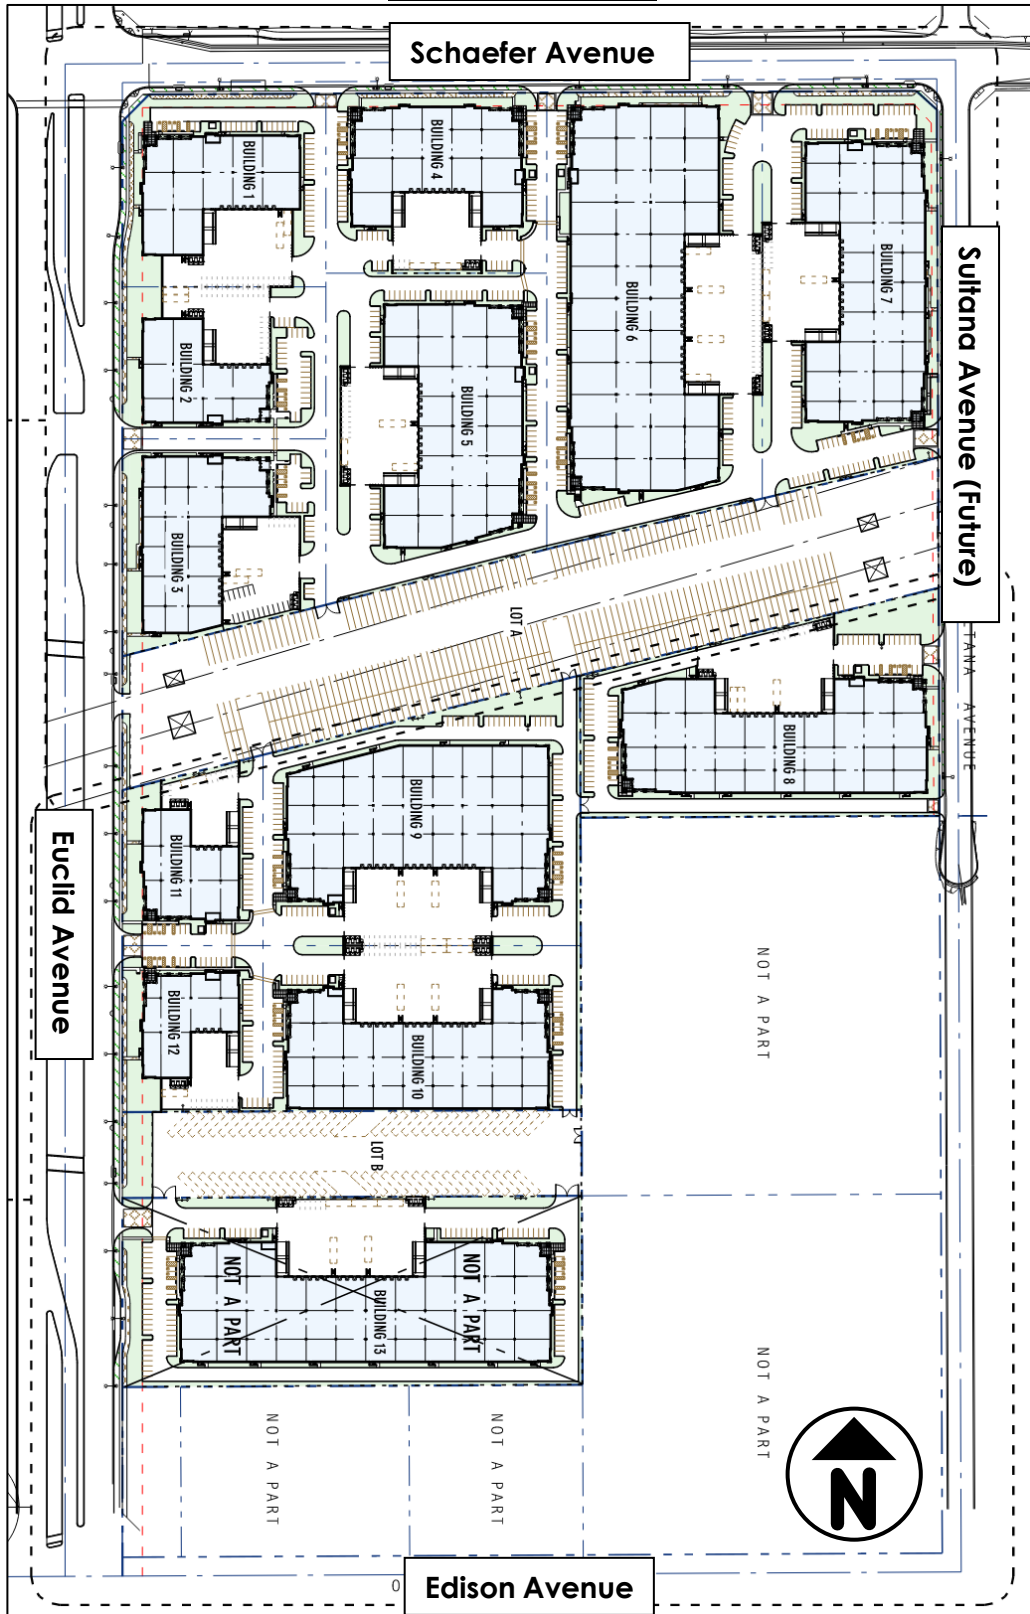 Schaefer Avenue
BUILDING 1
BUILDING 4
BUILDING 6
BUILDING 7
Sultana Avenue (Future)
BUILDING 2
BUILDING 5
BUILDING 3
LOT A
TANA AVENUE
BUILDING 8
BUILDING 9
BUILDING 11
Euclid Avenue
NOT A PART
BUILDING 12
BUILDING 10
LOT B
NOT A PART
BUILDING 13
NOT A PART
NOT A PART
NOT A PART
NOT A PART
N
O
Edison Avenue